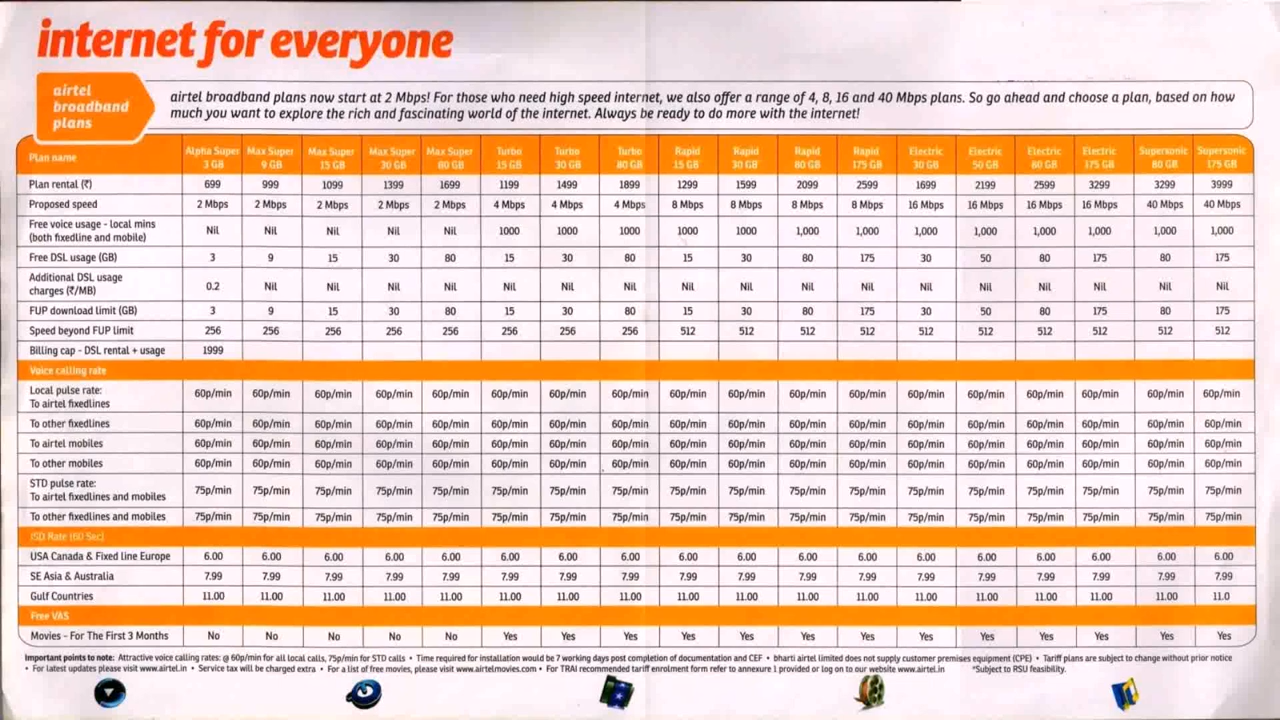 internet for everyone
airtel
broadband
plans
airtel broadband plans now start at 2 Mbps! For those who need high speed internet, we also offer a range of 4, 8, 16 and 40 Mbps plans. So go ahead and choose a plan, based on how
much you want to explore the rich and fascinating world of the internet. Always be ready to do more with the internet!
Plan name Alpha Super 3 GB Max Super 9 GB Max Super 15 GB Max Super 30 GB Max Super 80 GB Turbo 15 GB Turbo 30 GB Turbo 80 GB Rapid 15 GB Rapid 30 GB Rapid 80 GB Rapid 175 GB Electric 30 GB Electric 50 GB Electric 80 GB Electric 175 GB Supersonic 80 GB Supersonic 175 GB
Plan rental (₹) 699 999 1099 1399 1699 1199 1499 1899 1299 1599 2099 2599 1699 2199 2599 3299 3299 3999
Proposed speed 2 Mbps 2 Mbps 2 Mbps 2 Mbps 2 Mbps 4 Mbps 4 Mbps 4 Mbps 8 Mbps 8 Mbps 8 Mbps 8 Mbps 16 Mbps 16 Mbps 16 Mbps 16 Mbps 40 Mbps 40 Mbps
Free voice usage - local mins
(both fixedline and mobile) Nil Nil Nil Nil Nil 1000 1000 1000 1000 1000 1,000 1,000 1,000 1,000 1,000 1,000 1,000 1,000
Free DSL usage (GB) 3 9 15 30 80 15 30 80 15 30 80 175 30 50 80 175 80 175
Additional DSL usage
charges (₹/MB) 0.2 Nil Nil Nil Nil Nil Nil Nil Nil Nil Nil Nil Nil Nil Nil Nil Nil Nil
FUP download limit (GB) 3 9 15 30 80 15 30 80 15 30 80 175 30 50 80 175 80 175
Speed beyond FUP limit 256 256 256 256 256 256 256 256 512 512 512 512 512 512 512 512 512 512
Billing cap - DSL rental + usage 1999
Voice calling rate
Local pulse rate:
To airtel fixedlines 60p/min 60p/min 60p/min 60p/min 60p/min 60p/min 60p/min 60p/min 60p/min 60p/min 60p/min 60p/min 60p/min 60p/min 60p/min 60p/min 60p/min 60p/min
To other fixedlines 60p/min 60p/min 60p/min 60p/min 60p/min 60p/min 60p/min 60p/min 60p/min 60p/min 60p/min 60p/min 60p/min 60p/min 60p/min 60p/min 60p/min 60p/min
To airtel mobiles 60p/min 60p/min 60p/min 60p/min 60p/min 60p/min 60p/min 60p/min 60p/min 60p/min 60p/min 60p/min 60p/min 60p/min 60p/min 60p/min 60p/min 60p/min
To other mobiles 60p/min 60p/min 60p/min 60p/min 60p/min 60p/min 60p/min 60p/min 60p/min 60p/min 60p/min 60p/min 60p/min 60p/min 60p/min 60p/min 60p/min 60p/min
STD pulse rate:
To airtel fixedlines and mobiles 75p/min 75p/min 75p/min 75p/min 75p/min 75p/min 75p/min 75p/min 75p/min 75p/min 75p/min 75p/min 75p/min 75p/min 75p/min 75p/min 75p/min 75p/min
To other fixedlines and mobiles 75p/min 75p/min 75p/min 75p/min 75p/min 75p/min 75p/min 75p/min 75p/min 75p/min 75p/min 75p/min 75p/min 75p/min 75p/min 75p/min 75p/min 75p/min
ISD Rate (60 Sec)
USA Canada & Fixed line Europe 6.00 6.00 6.00 6.00 6.00 6.00 6.00 6.00 6.00 6.00 6.00 6.00 6.00 6.00 6.00 6.00 6.00 6.00
SE Asia & Australia 7.99 7.99 7.99 7.99 7.99 7.99 7.99 7.99 7.99 7.99 7.99 7.99 7.99 7.99 7.99 7.99 7.99 7.99
Gulf Countries 11.00 11.00 11.00 11.00 11.00 11.00 11.00 11.00 11.00 11.00 11.00 11.00 11.00 11.00 11.00 11.00 11.00 11.0
Free VAS
Movies - For The First 3 Months No No No No No Yes Yes Yes Yes Yes Yes Yes Yes Yes Yes Yes Yes Yes
Important points to note: Attractive voice calling rates: @ 60p/min for all local calls, 75p/min for STD calls • Time required for installation would be 7 working days post completion of documentation and CEF • bharti airtel limited does not supply customer premises equipment (CPE) • Tariff plans are subject to change without prior notice
• For latest updates please visit www.airtel.in • Service tax will be charged extra • For a list of free movies, please visit www.airtelmovies.com • For TRAI recommended tariff enrolment form refer to annexure 1 provided or log on to our website www.airtel.in *Subject to RSU feasibility.